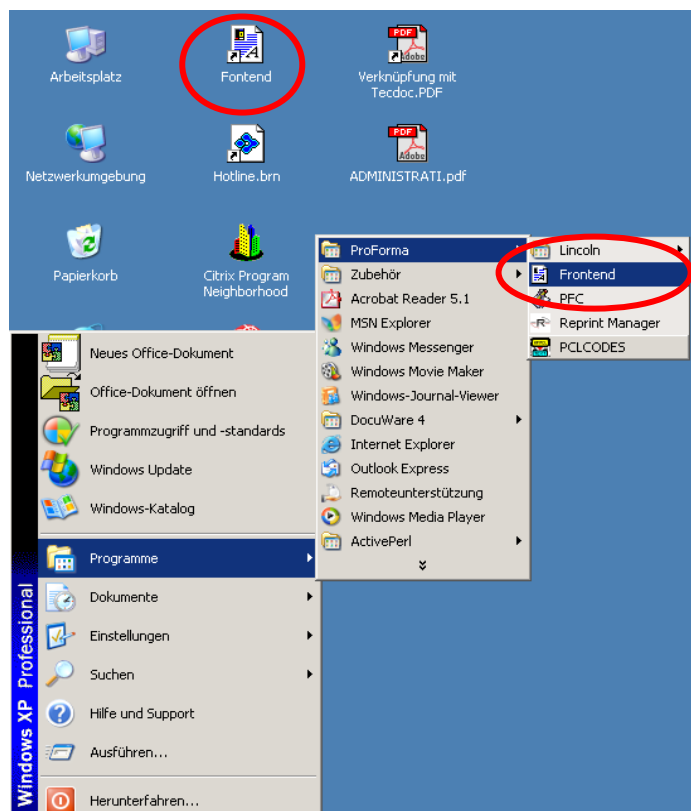 Arbeitsplatz
Fontend
Verknüpfung mit
Tecdoc.PDF
Netzwerkumgebung
Hotline.brn
ADMINISTRATI.pdf
Papierkorb
Citrix Program
Neighborhood
ProForma
Zubehör
Acrobat Reader 5.1
MSN Explorer
Windows Messenger
Windows Movie Maker
Windows-Journal-Viewer
DocuWare 4
Internet Explorer
Outlook Express
Remoteunterstützung
Windows Media Player
ActivePerl
Lincoln
Frontend
PFC
Reprint Manager
PCLCODES
Neues Office-Dokument
Office-Dokument öffnen
Programmzugriff und -standards
Windows Update
Windows-Katalog
Programme
Dokumente
Einstellungen
Suchen
Hilfe und Support
Ausführen...
Herunterfahren...
Windows XP Professional
PDF
Adobe
PDF
Adobe